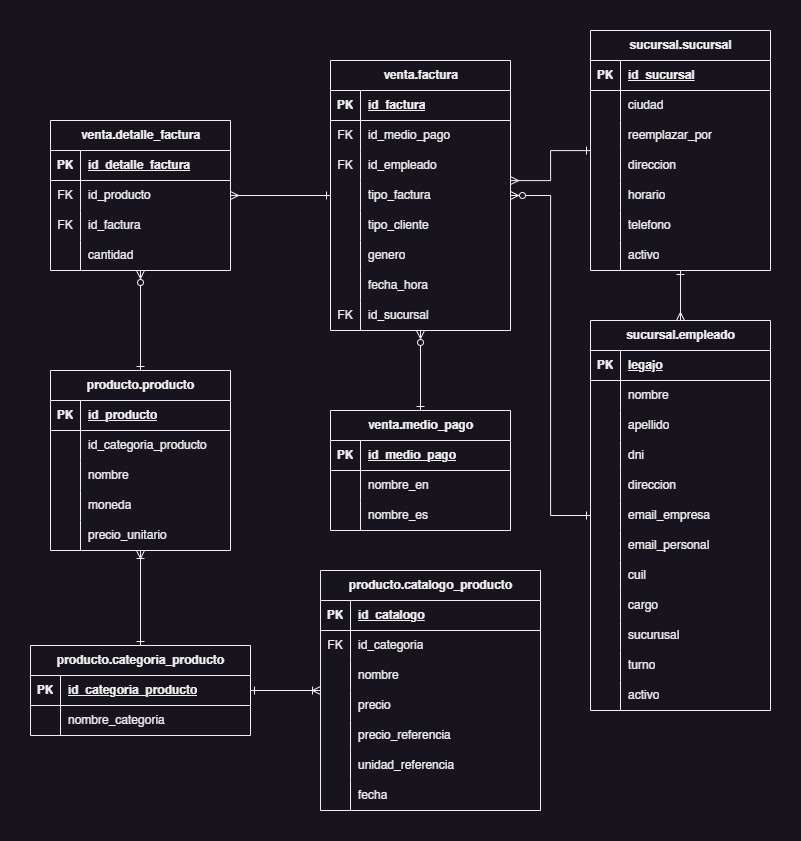 sucursal.sucursal
PK id_sucursal
ciudad
reemplazar_por
direccion
horario
telefono
activo
venta.factura
PK id_factura
FK id_medio_pago
FK id_empleado
tipo_factura
tipo_cliente
genero
fecha_hora
FK id_sucursal
venta.detalle_factura
PK id_detalle_factura
FK id_producto
FK id_factura
cantidad
sucursal.empleado
PK legajo
nombre
apellido
dni
direccion
email_empresa
email_personal
cuil
cargo
sucurusal
turno
activo
producto.producto
PK id_producto
id_categoria_producto
nombre
moneda
precio_unitario
venta.medio_pago
PK id_medio_pago
nombre_en
nombre_es
producto.catalogo_producto
PK id_catalogo
FK id_categoria
nombre
precio
precio_referencia
unidad_referencia
fecha
producto.categoria_producto
PK id_categoria_producto
nombre_categoria